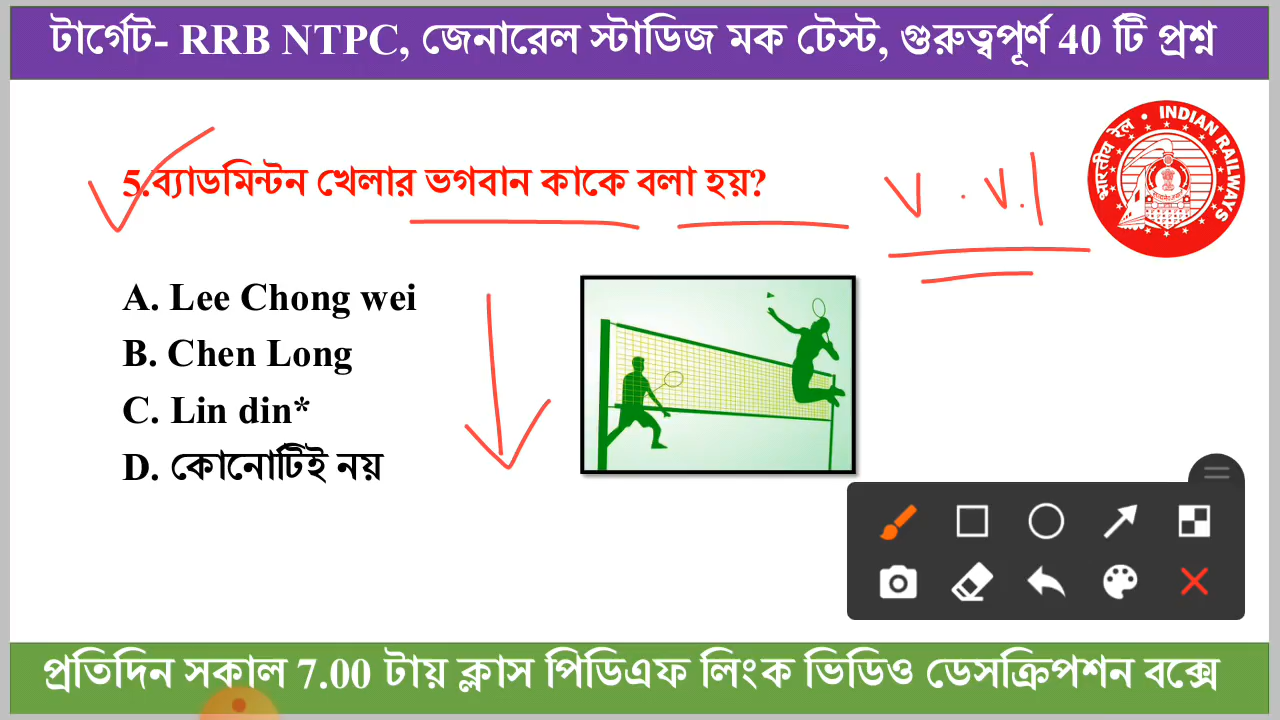 টার্গেট- RRB NTPC, জেনারেল স্টাডিজ মক টেস্ট, গুরুত্বপূর্ণ 40 টি প্রশ্ন
5.ব্যাডমিন্টন খেলার ভগবান কাকে বলা হয়?
V . V.I
भारतीय रेल • INDIAN RAILWAYS
A. Lee Chong wei
B. Chen Long
C. Lin din*
D. কোনোটিই নয়
প্রতিদিন সকাল 7.00 টায় ক্লাস পিডিএফ লিংক ভিডিও ডেসক্রিপশন বক্সে